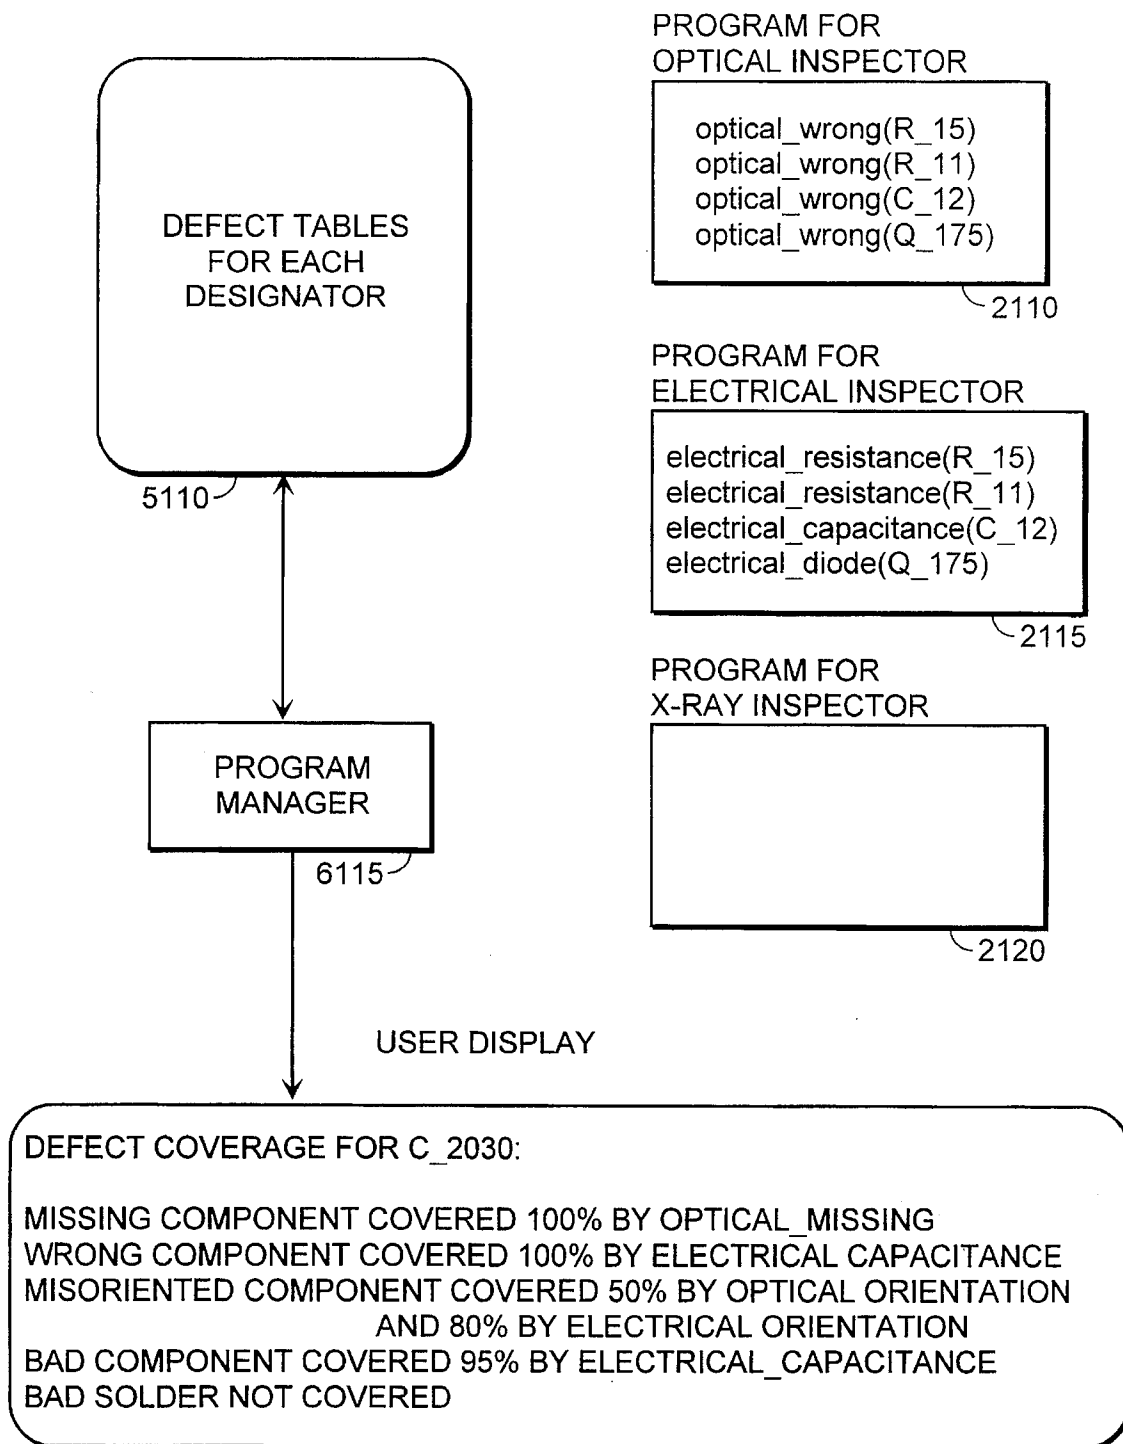 PROGRAM FOR
OPTICAL INSPECTOR
optical_wrong(R_15)
optical_wrong(R_11)
optical_wrong(C_12)
optical_wrong(Q_175)
2110
DEFECT TABLES
FOR EACH
DESIGNATOR
5110
PROGRAM FOR
ELECTRICAL INSPECTOR
electrical_resistance(R_15)
electrical_resistance(R_11)
electrical_capacitance(C_12)
electrical_diode(Q_175)
2115
PROGRAM FOR
X-RAY INSPECTOR
2120
PROGRAM
MANAGER
6115
USER DISPLAY
DEFECT COVERAGE FOR C_2030:
MISSING COMPONENT COVERED 100% BY OPTICAL_MISSING
WRONG COMPONENT COVERED 100% BY ELECTRICAL CAPACITANCE
MISORIENTED COMPONENT COVERED 50% BY OPTICAL ORIENTATION
AND 80% BY ELECTRICAL ORIENTATION
BAD COMPONENT COVERED 95% BY ELECTRICAL_CAPACITANCE
BAD SOLDER NOT COVERED